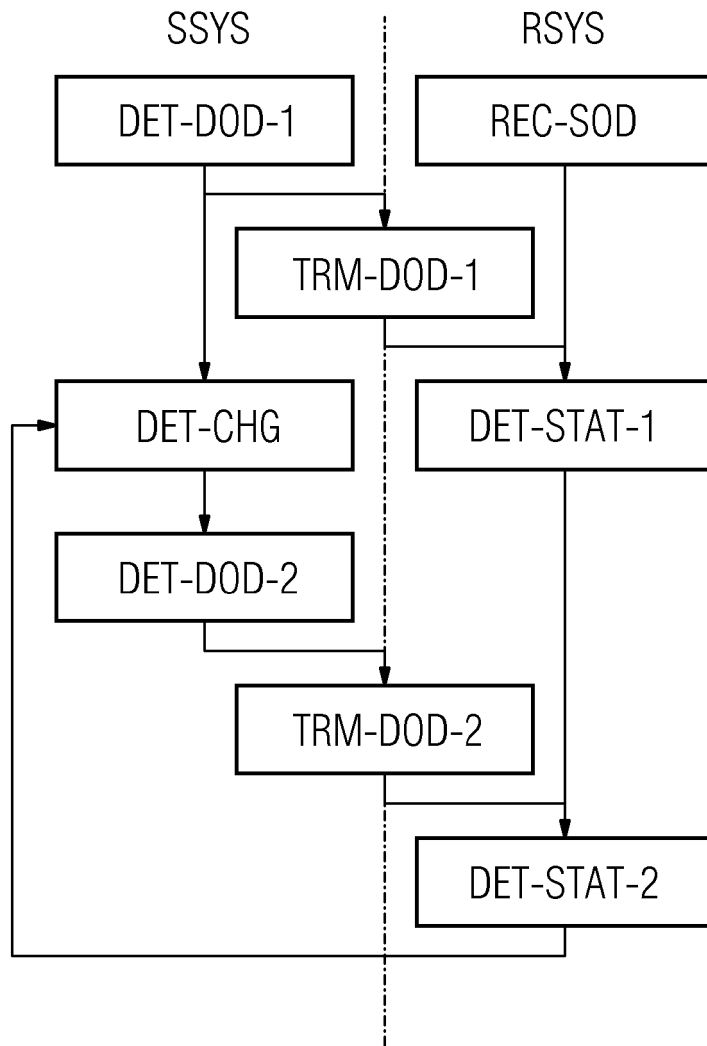 SSYS
RSYS
DET-DOD-1
REC-SOD
TRM-DOD-1
DET-CHG
DET-STAT-1
DET-DOD-2
TRM-DOD-2
DET-STAT-2